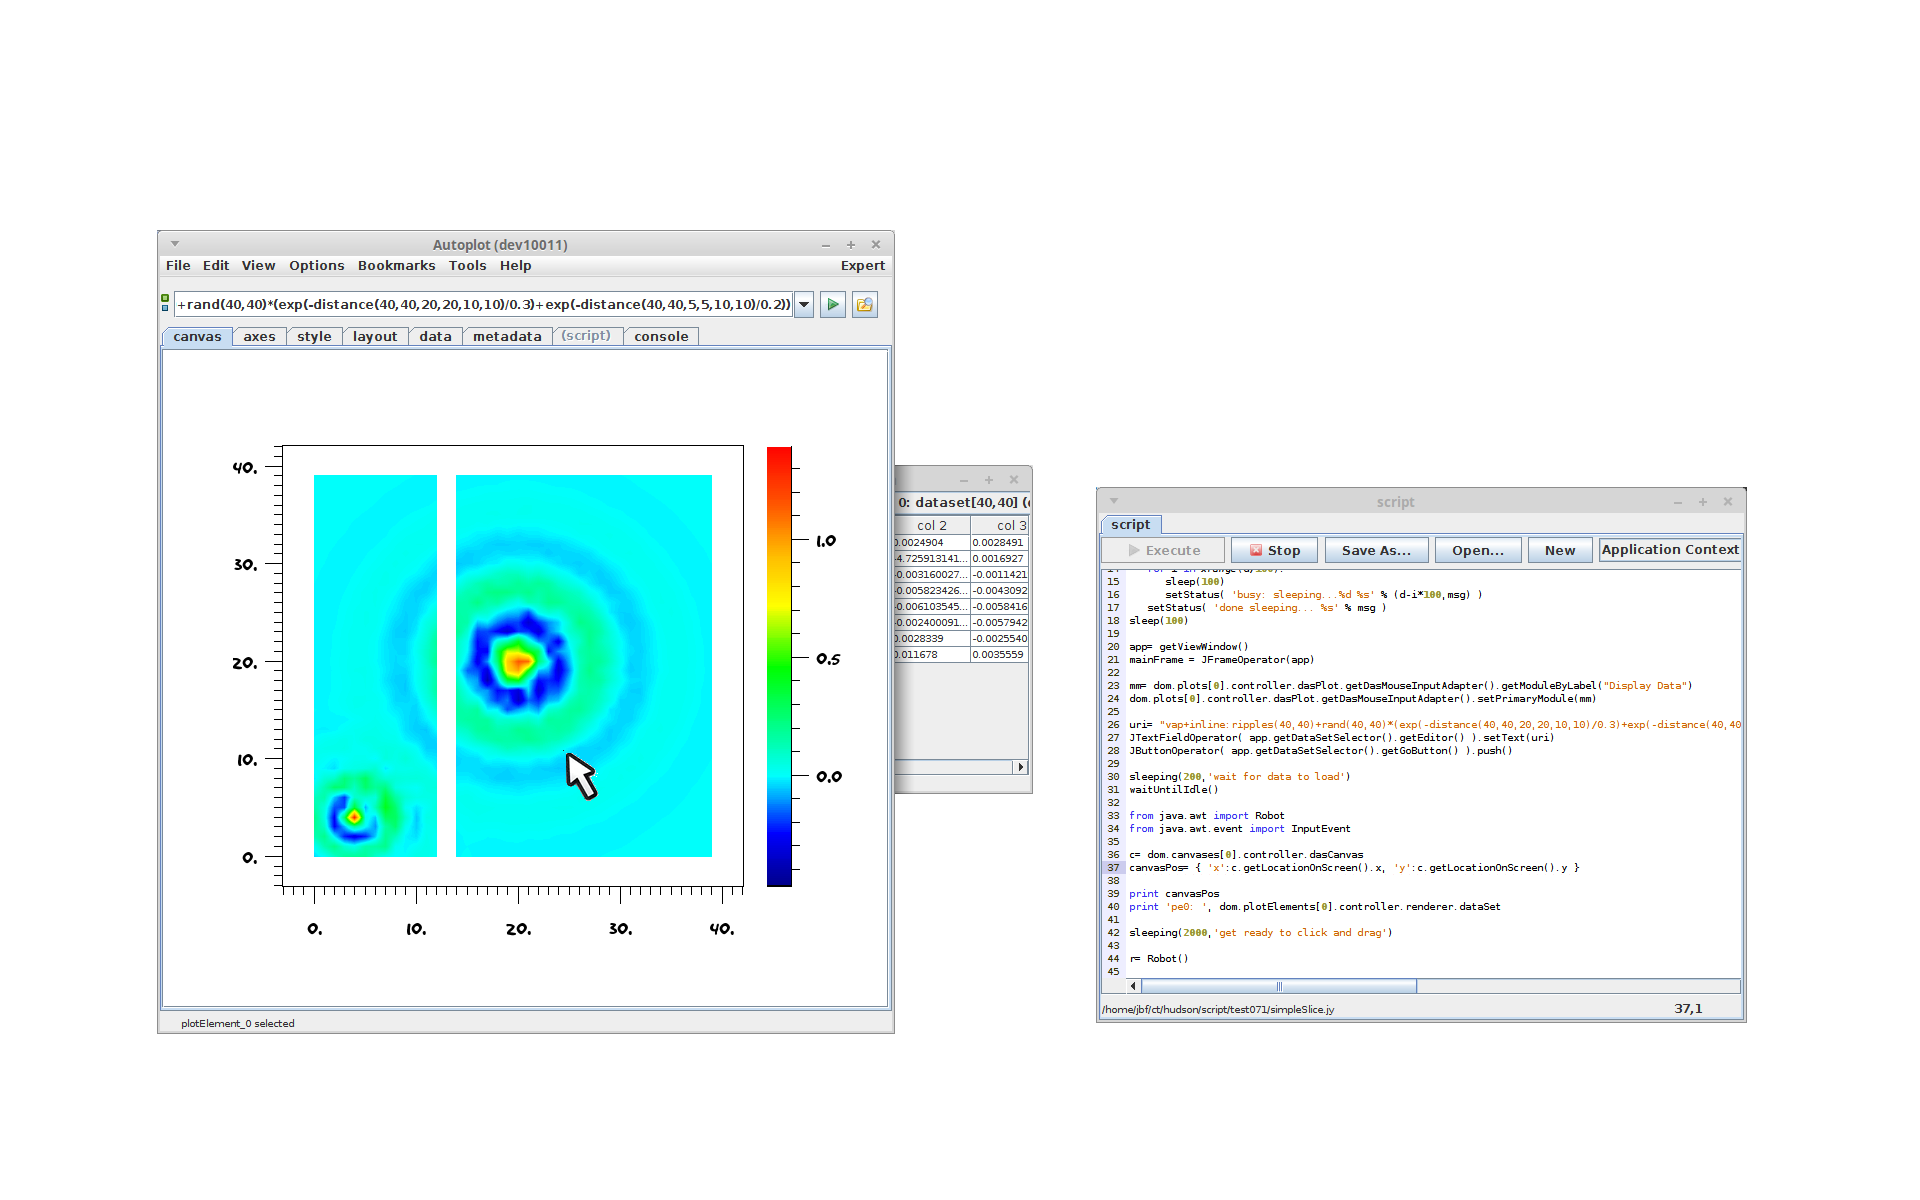 Autoplot (dev10011)
File Edit View Options Bookmarks Tools Help Expert
+rand(40,40)*(exp(-distance(40,40,20,20,10,10)/0.3)+exp(-distance(40,40,5,5,10,10)/0.2))
canvas axes style layout data metadata (script) console
40.
30.
20.
10.
0.
0. 10. 20. 30. 40.
1.0
0.5
0.0
plotElement_0 selected
0: dataset[40,40] (
col 2 col 3
0.0024904 0.0028491
4.725913141... 0.0016927
-0.003160027... -0.0011421
-0.005823426... -0.0043092
-0.006103545... -0.0058416
-0.002400091... -0.0057942
0.0028339 -0.0025540
0.011678 0.0035559
script
script
Execute Stop Save As... Open... New Application Context
15 sleep(100)
16 setStatus( 'busy: sleeping...%d %s' % (d-i*100,msg) )
17 setStatus( 'done sleeping... %s' % msg )
18 sleep(100)
19
20 app= getViewWindow()
21 mainFrame = JFrameOperator(app)
22
23 mm= dom.plots[0].controller.dasPlot.getDasMouseInputAdapter().getModuleByLabel("Display Data")
24 dom.plots[0].controller.dasPlot.getDasMouseInputAdapter().setPrimaryModule(mm)
25
26 uri= "vap+inline:ripples(40,40)+rand(40,40)*(exp(-distance(40,40,20,20,10,10)/0.3)+exp(-distance(40,40
27 JTextFieldOperator( app.getDataSetSelector().getEditor() ).setText(uri)
28 JButtonOperator( app.getDataSetSelector().getGoButton() ).push()
29
30 sleeping(200,'wait for data to load')
31 waitUntilIdle()
32
33 from java.awt import Robot
34 from java.awt.event import InputEvent
35
36 c= dom.canvases[0].controller.dasCanvas
37 canvasPos= { 'x':c.getLocationOnScreen().x, 'y':c.getLocationOnScreen().y }
38
39 print canvasPos
40 print 'pe0: ', dom.plotElements[0].controller.renderer.dataSet
41
42 sleeping(2000,'get ready to click and drag')
43
44 r= Robot()
45
/home/jbf/ct/hudson/script/test071/simpleSlice.jy 37,1